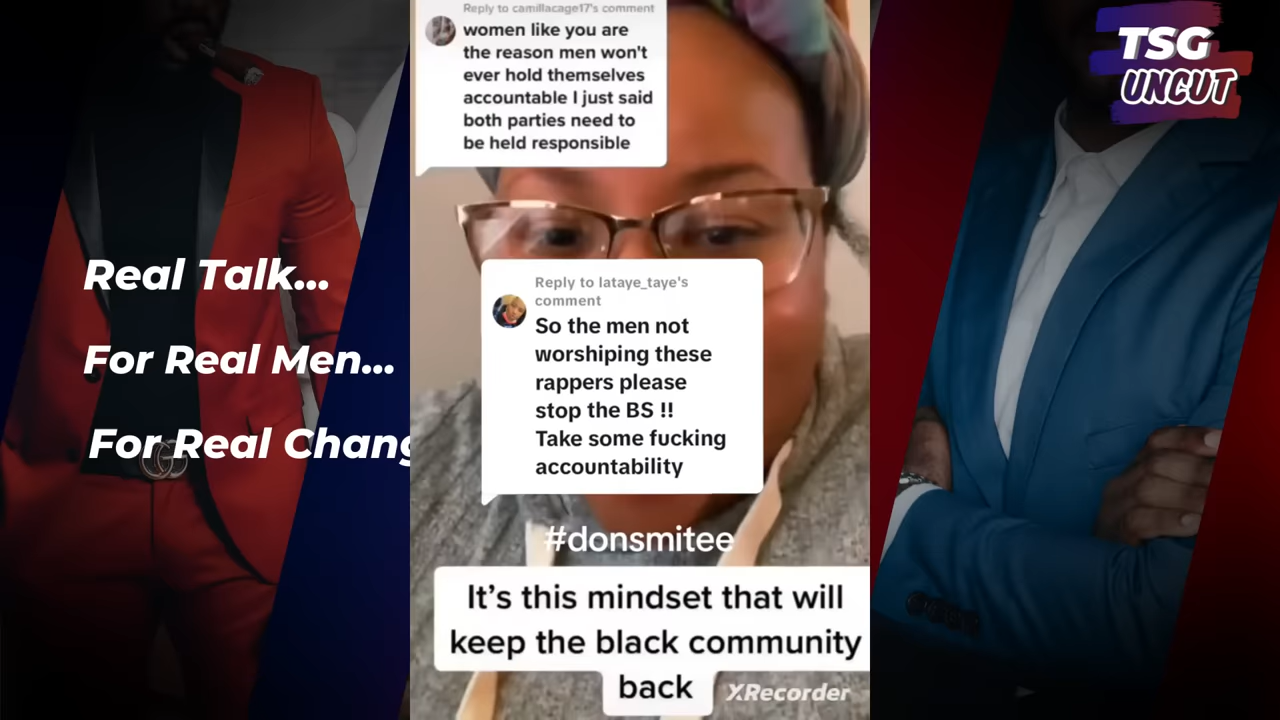 Reply to camillacage17's comment
women like you are
the reason men won't
ever hold themselves
accountable I just said
both parties need to
be held responsible
TSG
UNCUT
Real Talk...
For Real Men...
For Real Chang
Reply to lataye_taye's
comment
So the men not
worshiping these
rappers please
stop the BS !!
Take some fucking
accountability
#donsmitee
It’s this mindset that will
keep the black community
back
XRecorder